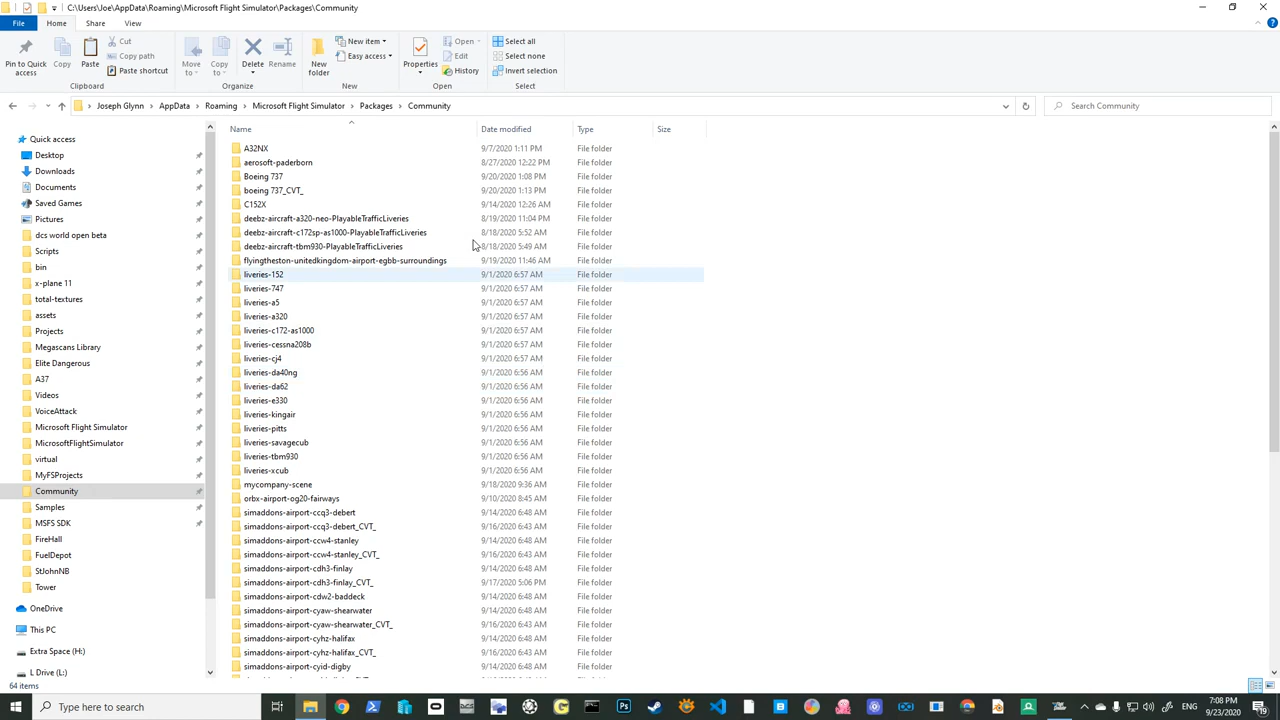 C:\Users\Joe\AppData\Roaming\Microsoft Flight Simulator\Packages\Community
File Home Share View
Pin to Quick access
Copy
Paste
Cut
Copy path
Paste shortcut
Clipboard
Move to
Copy to
Delete
Rename
Organize
New folder
New item
Easy access
New
Properties
Open
Edit
History
Open
Select all
Select none
Invert selection
Select
Joseph Glynn > AppData > Roaming > Microsoft Flight Simulator > Packages > Community
Search Community
Quick access
Desktop
Downloads
Documents
Saved Games
Pictures
dcs world open beta
Scripts
bin
x-plane 11
total-textures
assets
Projects
Megascans Library
Elite Dangerous
A37
Videos
VoiceAttack
Microsoft Flight Simulator
MicrosoftFlightSimulator
virtual
MyFSProjects
Community
Samples
MSFS SDK
FireHall
FuelDepot
StJohnNB
Tower
OneDrive
This PC
Extra Space (H:)
L Drive (L:)
Name Date modified Type Size
A32NX 9/7/2020 1:11 PM File folder
aerosoft-paderborn 8/27/2020 12:22 PM File folder
Boeing 737 9/20/2020 1:08 PM File folder
boeing 737_CVT_ 9/20/2020 1:13 PM File folder
C152X 9/14/2020 12:26 AM File folder
deebz-aircraft-a320-neo-PlayableTrafficLiveries 8/19/2020 11:04 PM File folder
deebz-aircraft-c172sp-as1000-PlayableTrafficLiveries 8/18/2020 5:52 AM File folder
deebz-aircraft-tbm930-PlayableTrafficLiveries 8/18/2020 5:49 AM File folder
flyingtheston-unitedkingdom-airport-egbb-surroundings 9/19/2020 11:46 AM File folder
liveries-152 9/1/2020 6:57 AM File folder
liveries-747 9/1/2020 6:57 AM File folder
liveries-a5 9/1/2020 6:57 AM File folder
liveries-a320 9/1/2020 6:57 AM File folder
liveries-c172-as1000 9/1/2020 6:57 AM File folder
liveries-cessna208b 9/1/2020 6:57 AM File folder
liveries-cj4 9/1/2020 6:57 AM File folder
liveries-da40ng 9/1/2020 6:56 AM File folder
liveries-da62 9/1/2020 6:56 AM File folder
liveries-e330 9/1/2020 6:56 AM File folder
liveries-kingair 9/1/2020 6:56 AM File folder
liveries-pitts 9/1/2020 6:56 AM File folder
liveries-savagecub 9/1/2020 6:56 AM File folder
liveries-tbm930 9/1/2020 6:56 AM File folder
liveries-xcub 9/1/2020 6:56 AM File folder
mycompany-scene 9/18/2020 9:36 AM File folder
orbx-airport-og20-fairways 9/10/2020 8:45 AM File folder
simaddons-airport-ccq3-debert 9/14/2020 6:48 AM File folder
simaddons-airport-ccq3-debert_CVT_ 9/16/2020 6:43 AM File folder
simaddons-airport-ccw4-stanley 9/14/2020 6:48 AM File folder
simaddons-airport-ccw4-stanley_CVT_ 9/16/2020 6:43 AM File folder
simaddons-airport-cdh3-finlay 9/14/2020 6:48 AM File folder
simaddons-airport-cdh3-finlay_CVT_ 9/17/2020 5:06 PM File folder
simaddons-airport-cdw2-baddeck 9/14/2020 6:48 AM File folder
simaddons-airport-cyaw-shearwater 9/14/2020 6:48 AM File folder
simaddons-airport-cyaw-shearwater_CVT_ 9/16/2020 6:43 AM File folder
simaddons-airport-cyhz-halifax 9/14/2020 6:48 AM File folder
simaddons-airport-cyhz-halifax_CVT_ 9/16/2020 6:43 AM File folder
simaddons-airport-cyid-digby 9/14/2020 6:48 AM File folder
64 items
Type here to search
ENG
7:08 PM
9/23/2020